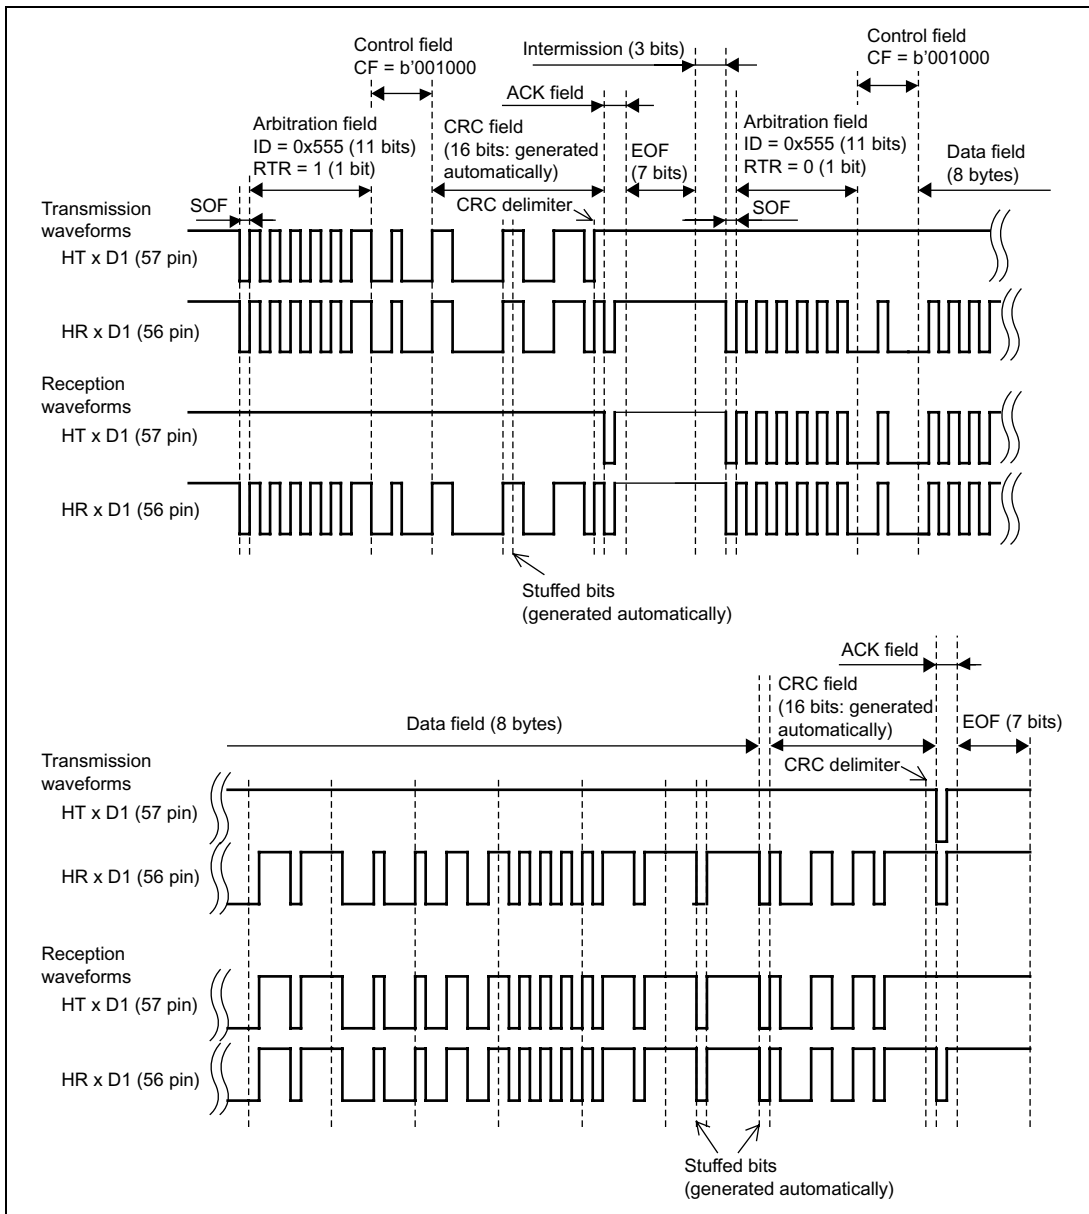 Control field
CF = b'001000
Intermission (3 bits)
Control field
CF = b'001000
ACK field
Arbitration field
ID = 0x555 (11 bits)
RTR = 1 (1 bit)
CRC field
(16 bits: generated
automatically)
EOF
(7 bits)
Arbitration field
ID = 0x555 (11 bits)
RTR = 0 (1 bit)
Data field
(8 bytes)
Transmission
waveforms
SOF
CRC delimiter
SOF
HT x D1 (57 pin)
HR x D1 (56 pin)
Reception
waveforms
HT x D1 (57 pin)
HR x D1 (56 pin)
Stuffed bits
(generated automatically)
ACK field
CRC field
(16 bits: generated
automatically)
Data field (8 bytes)
EOF (7 bits)
Transmission
waveforms
CRC delimiter
HT x D1 (57 pin)
HR x D1 (56 pin)
Reception
waveforms
HT x D1 (57 pin)
HR x D1 (56 pin)
Stuffed bits
(generated automatically)